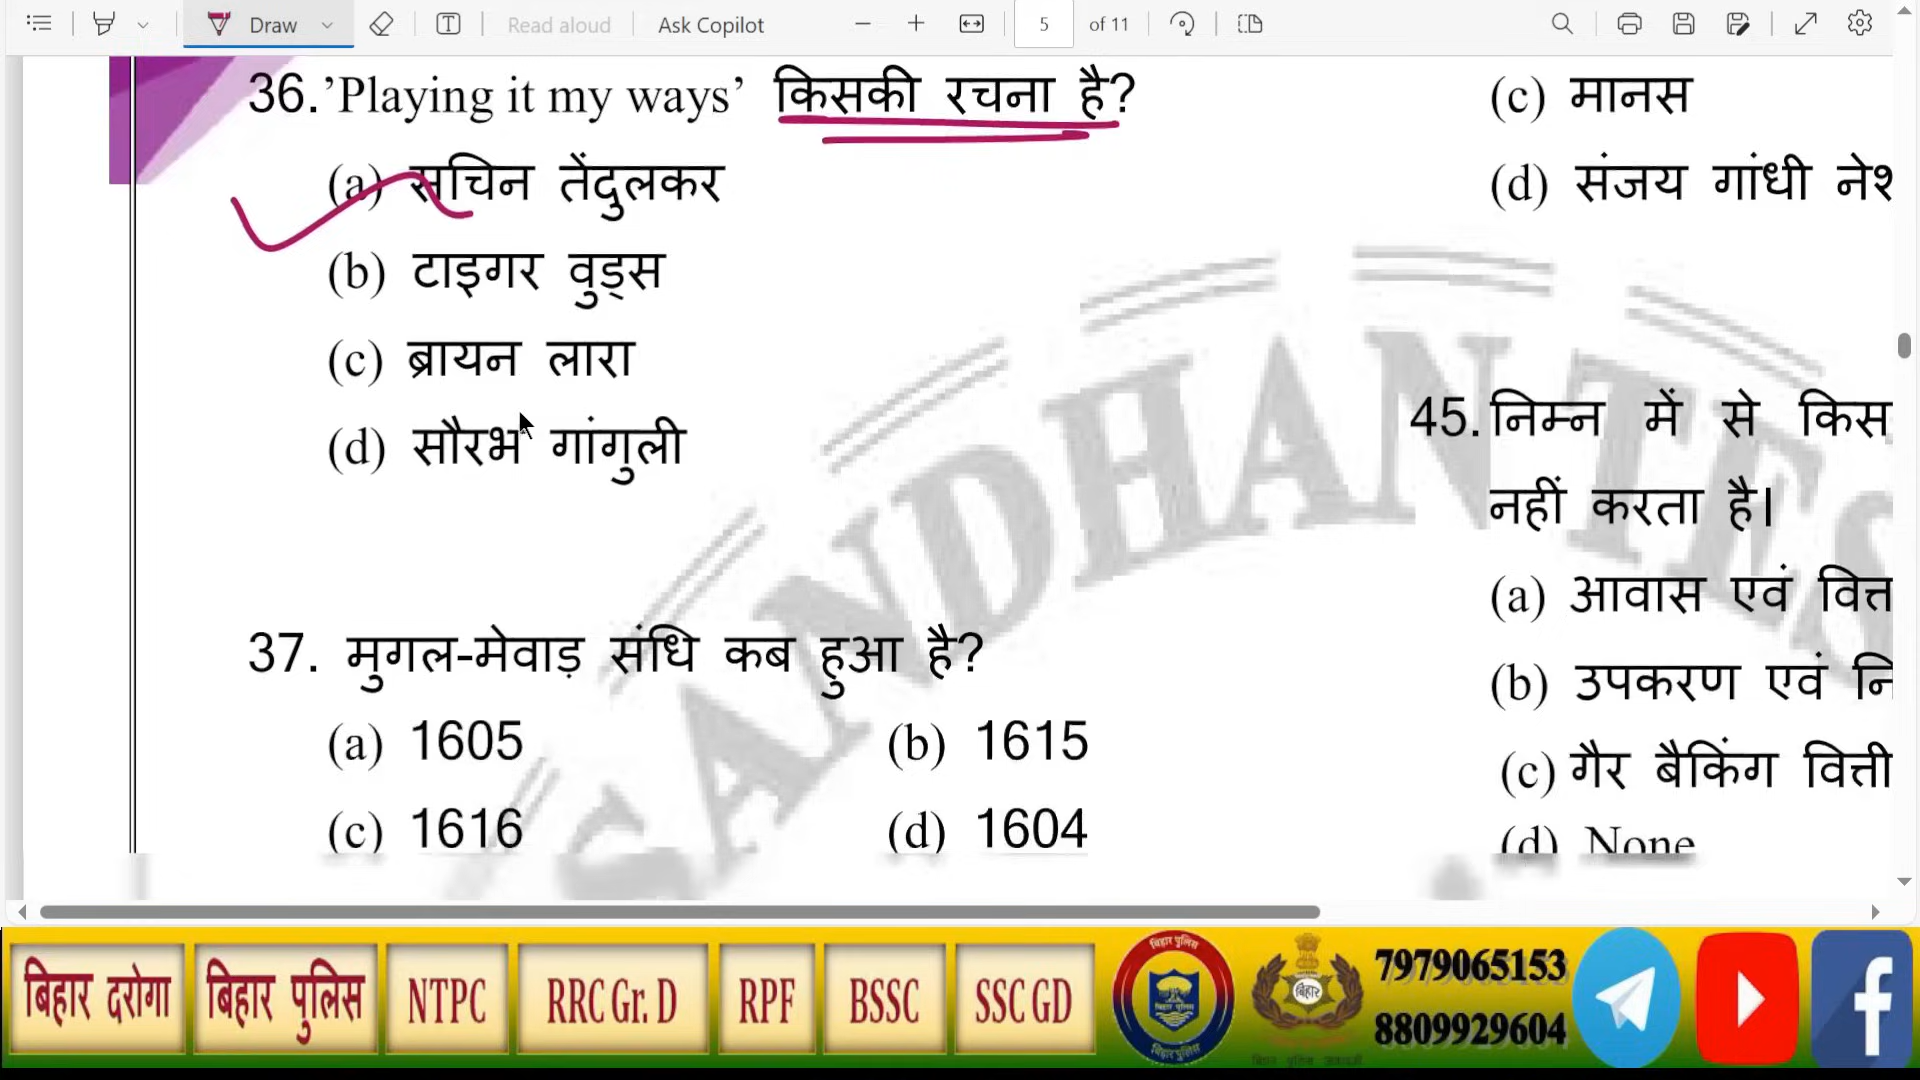 Draw
Read aloud
Ask Copilot
5
of 11
36.’Playing it my ways’ किसकी रचना है?
(a) सचिन तेंदुलकर
(b) टाइगर वुड्स
(c) ब्रायन लारा
(d) सौरभ गांगुली
37. मुगल-मेवाड़ संधि कब हुआ है?
(a) 1605
(b) 1615
(c) 1616
(d) 1604
(c) मानस
(d) संजय गांधी
45. निम्न में से किस
नहीं करता है।
(a) आवास एवं वित्त
(b) उपकरण एवं
(c) गैर बैकिंग वित्ती
(d) None
SANDHAN TES
बिहार दरोगा
बिहार पुलिस
NTPC
RRC Gr. D
RPF
BSSC
SSC GD
बिहार पुलिस
बिहार
7979065153
8809929604